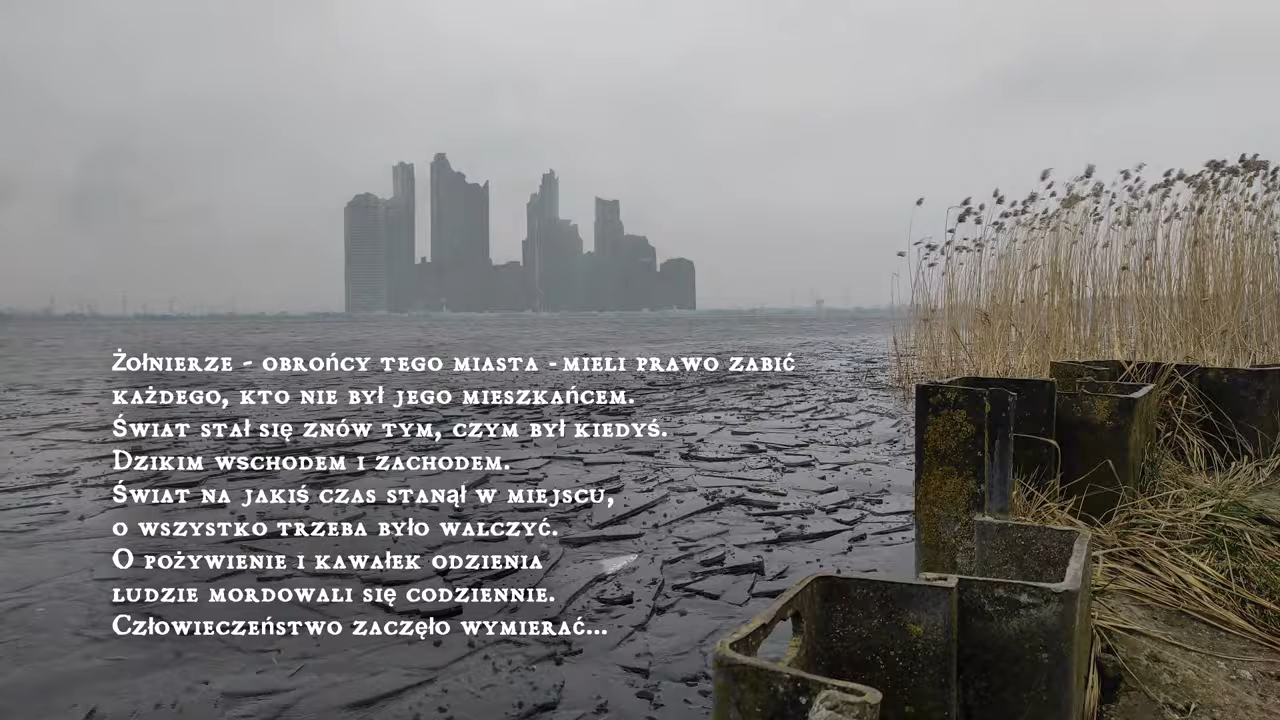 Żołnierze - obrońcy tego miasta - mieli prawo zabić
każdego, kto nie był jego mieszkańcem.
Świat stał się znów tym, czym był kiedyś.
Dzikim wschodem i zachodem.
Świat na jakiś czas stanął w miejscu,
o wszystko trzeba było walczyć.
O pożywienie i kawałek odzienia
ludzie mordowali się codziennie.
Człowieczeństwo zaczęło wymierać...